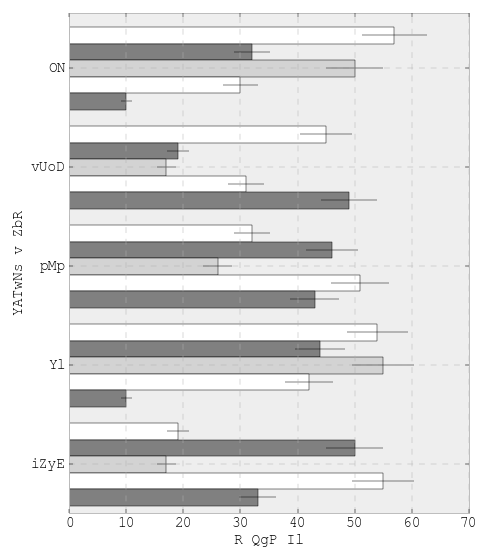 ON
vUoD
pMp
Yl
iZyE
YATwNs v ZbR
0 10 20 30 40 50 60 70
R QgP Il